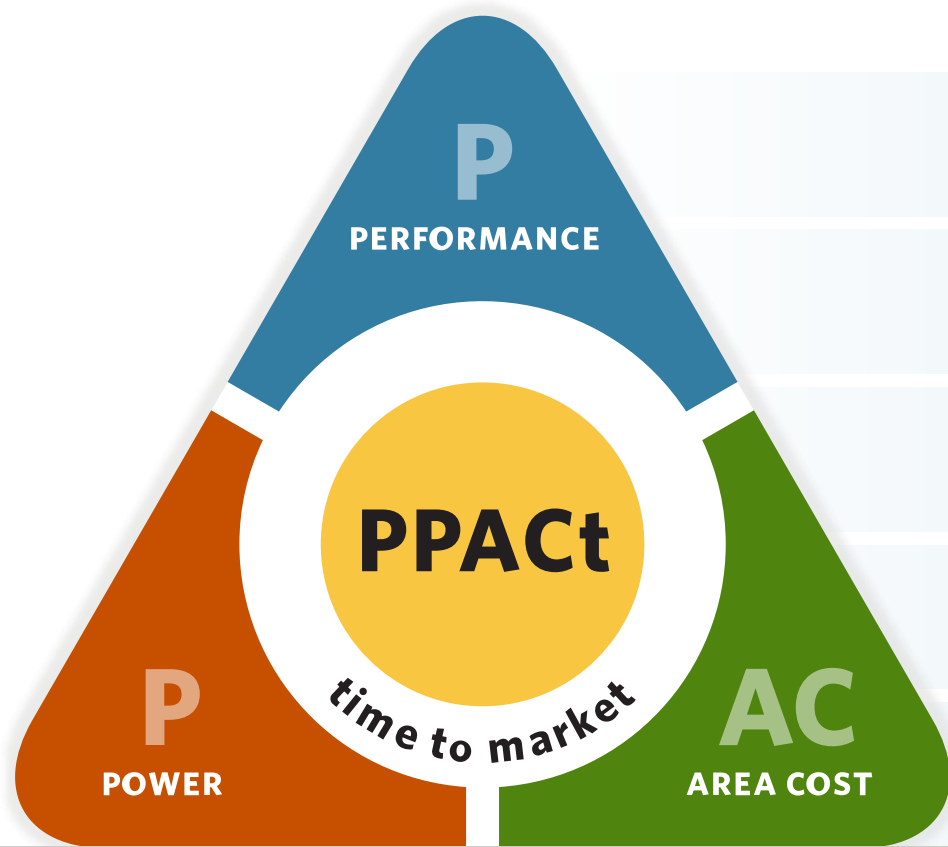 P
PERFORMANCE
PPACt
time to market
P
POWER
AC
AREA COST